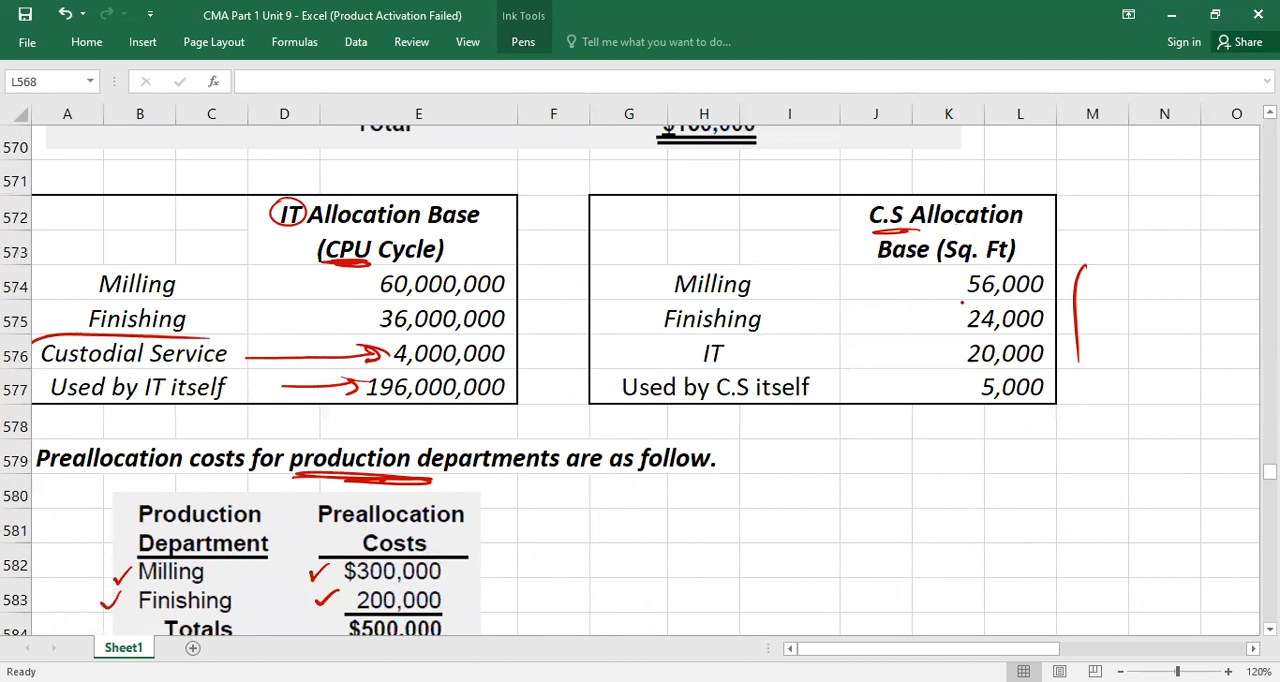 CMA Part 1 Unit 9 - Excel (Product Activation Failed)
Ink Tools
File Home Insert Page Layout Formulas Data Review View Pens Tell me what you want to do... Sign in Share
L568 fx
A B C D E F G H I J K L M N O
Total $160,000
570
571
572 IT Allocation Base C.S Allocation
573 (CPU Cycle) Base (Sq. Ft)
574 Milling 60,000,000 Milling 56,000
575 Finishing 36,000,000 Finishing 24,000
576 Custodial Service 4,000,000 IT 20,000
577 Used by IT itself 196,000,000 Used by C.S itself 5,000
578
579 Preallocation costs for production departments are as follow.
580
Production Preallocation
581
Department Costs
582 Milling $300,000
583 Finishing 200,000
584 Totals $500,000
Sheet1
Ready 120%